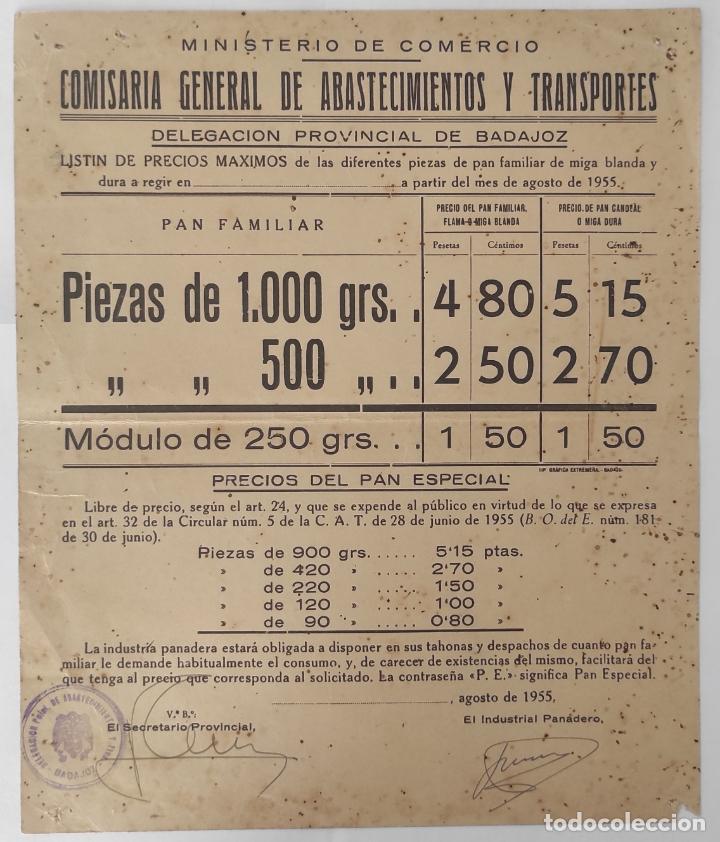 MINISTERIO DE COMERCIO
COMISARIA GENERAL DE ABASTECIMIENTOS Y TRANSPORTES
DELEGACION PROVINCIAL DE BADAJOZ
LISTIN DE PRECIOS MAXIMOS de las diferentes piezas de pan familiar de miga blanda y
dura a regir en a partir del mes de agosto de 1955.
PAN FAMILIAR
PRECIO DEL PAN FAMILIAR, FLAMA O MIGA BLANDA
PRECIO DE PAN CANDEAL O MIGA DURA
Pesetas Céntimos Pesetas Céntimos
Piezas de 1.000 grs. . . 4 80 5 15
„ „ 500 „ . . 2 50 2 70
Módulo de 250 grs. . . 1 50 1 50
TIP. GRÁFICA EXTREMEÑA.-BADAJOZ
PRECIOS DEL PAN ESPECIAL
Libre de precio, según el art. 24, y que se expende al público en virtud de lo que se expresa
en el art. 32 de la Circular núm. 5 de la C. A. T. de 28 de junio de 1955 (B. O. del E. núm. 181
de 30 de junio).
Piezas de 900 grs. . . . . . 5'15 ptas.
» de 420 » . . . . . 2'70 »
» de 220 » . . . . . 1'50 »
» de 120 » . . . . . 1'00 »
» de 90 » . . . . . 0'80 »
La industria panadera estará obligada a disponer en sus tahonas y despachos de cuanto pan fa-
miliar le demande habitualmente el consumo, y, de carecer de existencias del mismo, facilitará del
que tenga al precio que corresponda al solicitado. La contraseña «P. E.» significa Pan Especial.
agosto de 1955,
V.º B.º:
El Secretario Provincial,
El Industrial Panadero,
DELEGACION DE ABASTECIMIENTOS Y
BADAJOZ
todocoleccion.net